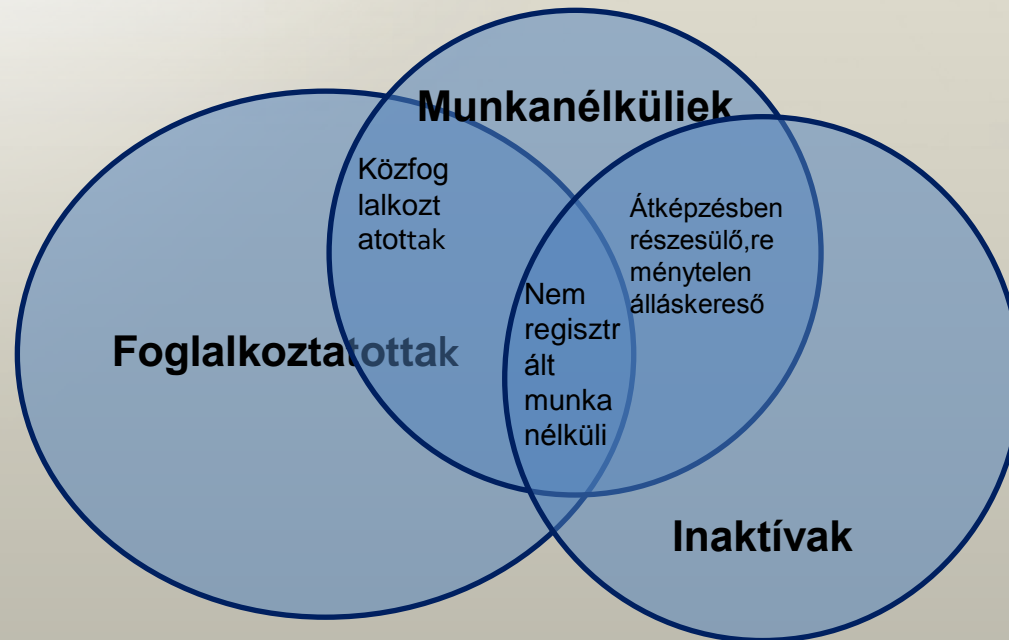 Munkanélküliek
Közfog
lalkozt
atottak
Átképzésben
részesülő,re
ménytelen
álláskereső
Nem
regisztr
ált
munka
nélküli
Foglalkoztatottak
Inaktívak